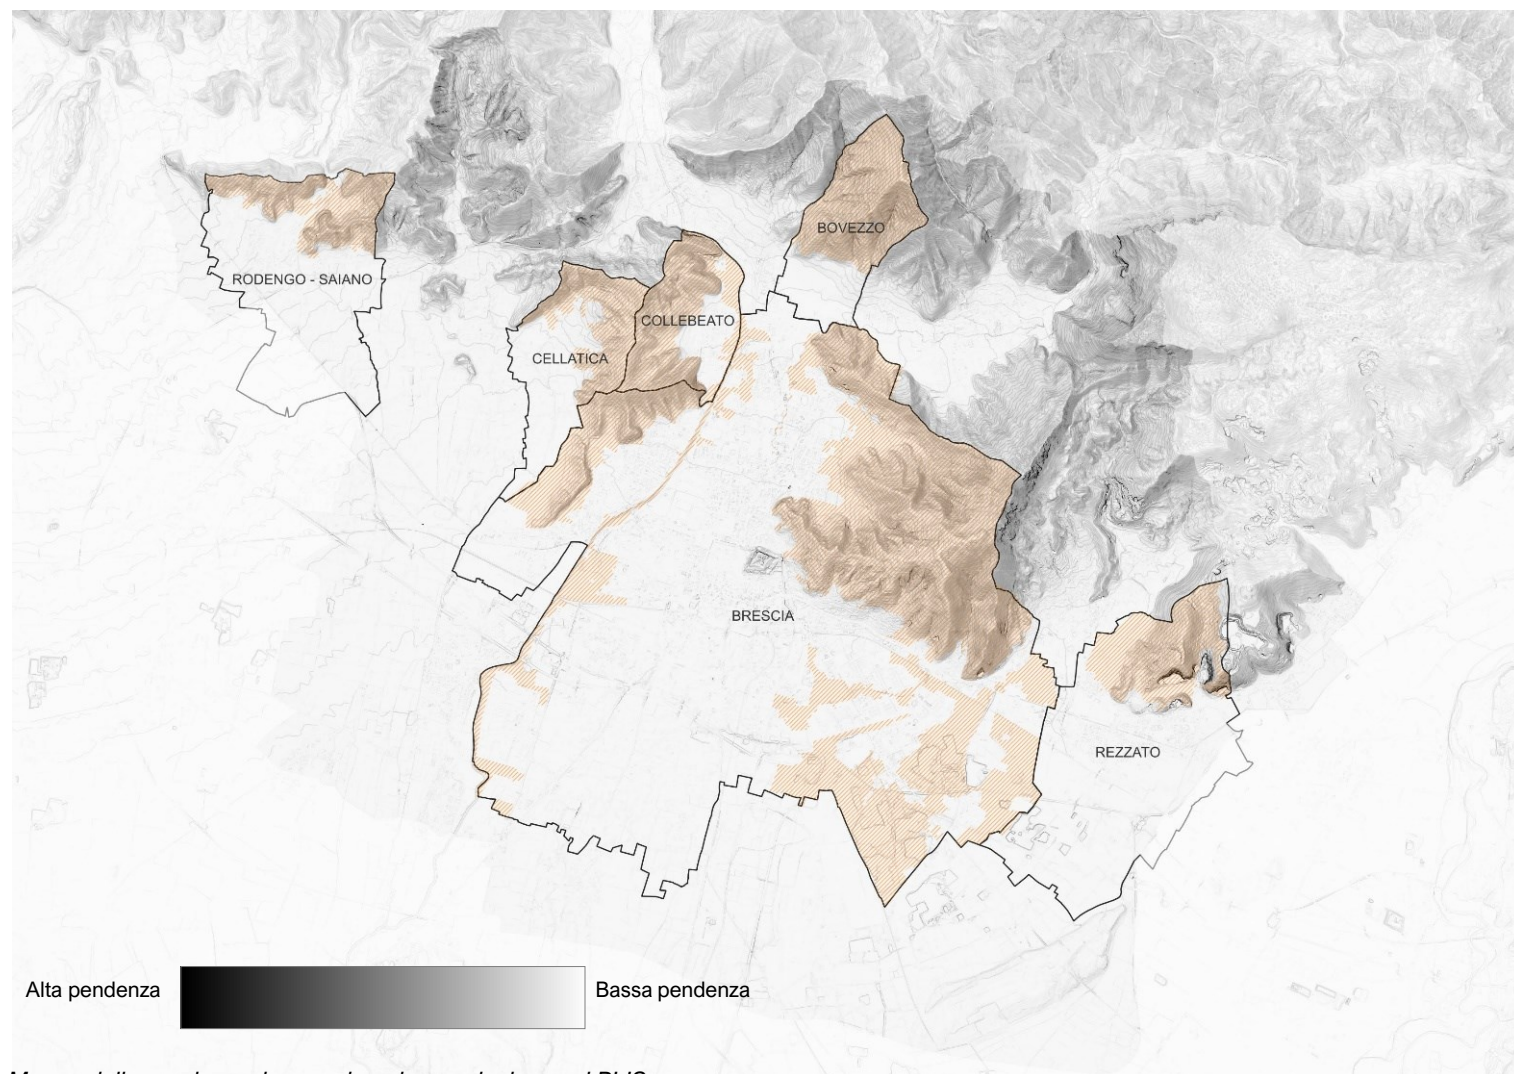 BOVEZZO
RODENGO - SAIANO
COLLEBEATO
CELLATICA
BRESCIA
REZZATO
Alta pendenza
Bassa pendenza